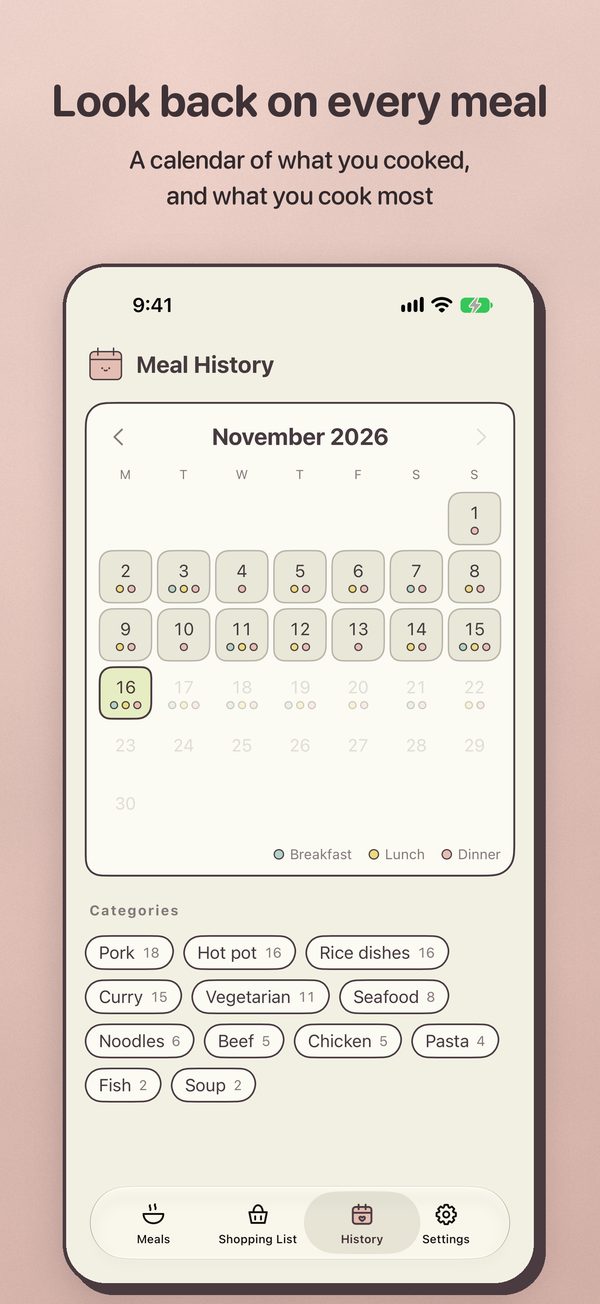 Look back on every meal
A calendar of what you cooked,
and what you cook most
9:41
Meal History
November 2026
M T W T F S S
1
2 3 4 5 6 7 8
9 10 11 12 13 14 15
16 17 18 19 20 21 22
23 24 25 26 27 28 29
30
Breakfast Lunch Dinner
Categories
Pork 18 Hot pot 16 Rice dishes 16
Curry 15 Vegetarian 11 Seafood 8
Noodles 6 Beef 5 Chicken 5 Pasta 4
Fish 2 Soup 2
Meals Shopping List History Settings